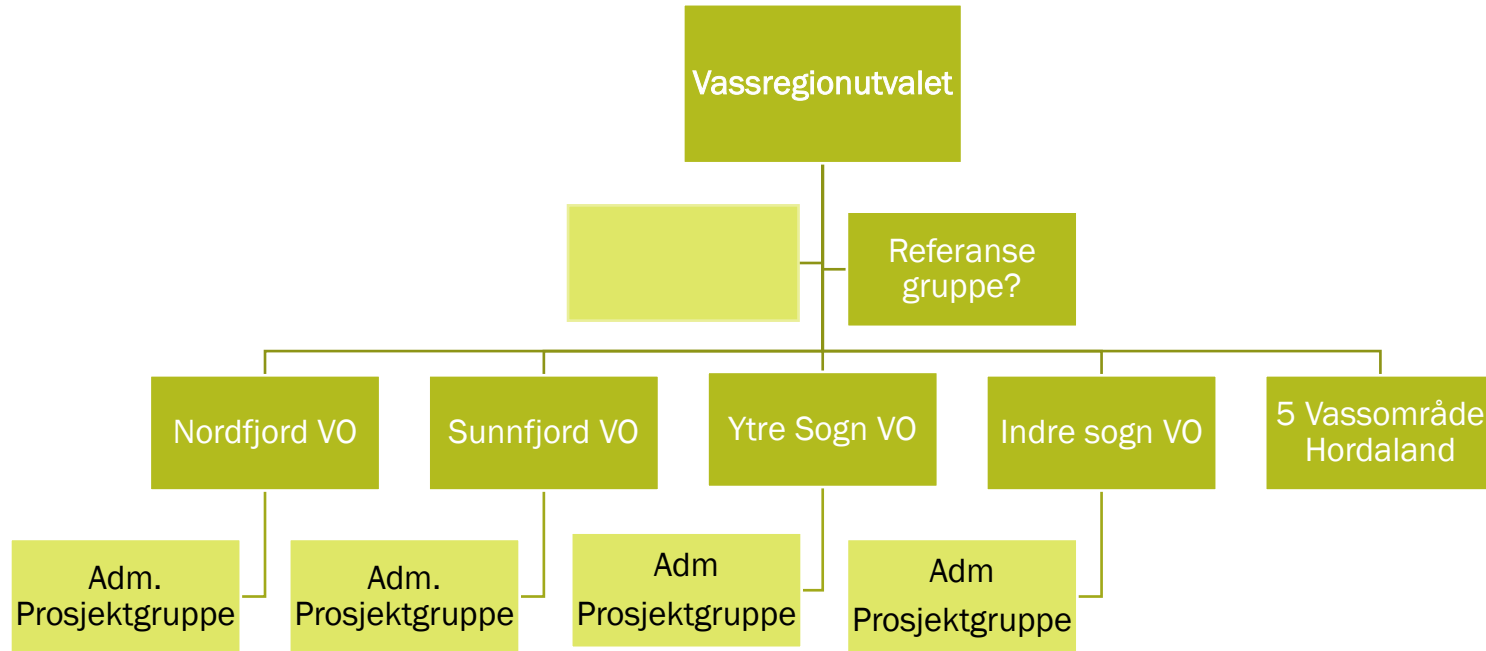 Vassregionutvalet
Referanse
gruppe?
Nordfjord VO
Sunnfjord VO
Ytre Sogn VO
Indre sogn VO
5 Vassområde
Hordaland
Adm.
Prosjektgruppe
Adm.
Prosjektgruppe
Adm
Prosjektgruppe
Adm
Prosjektgruppe